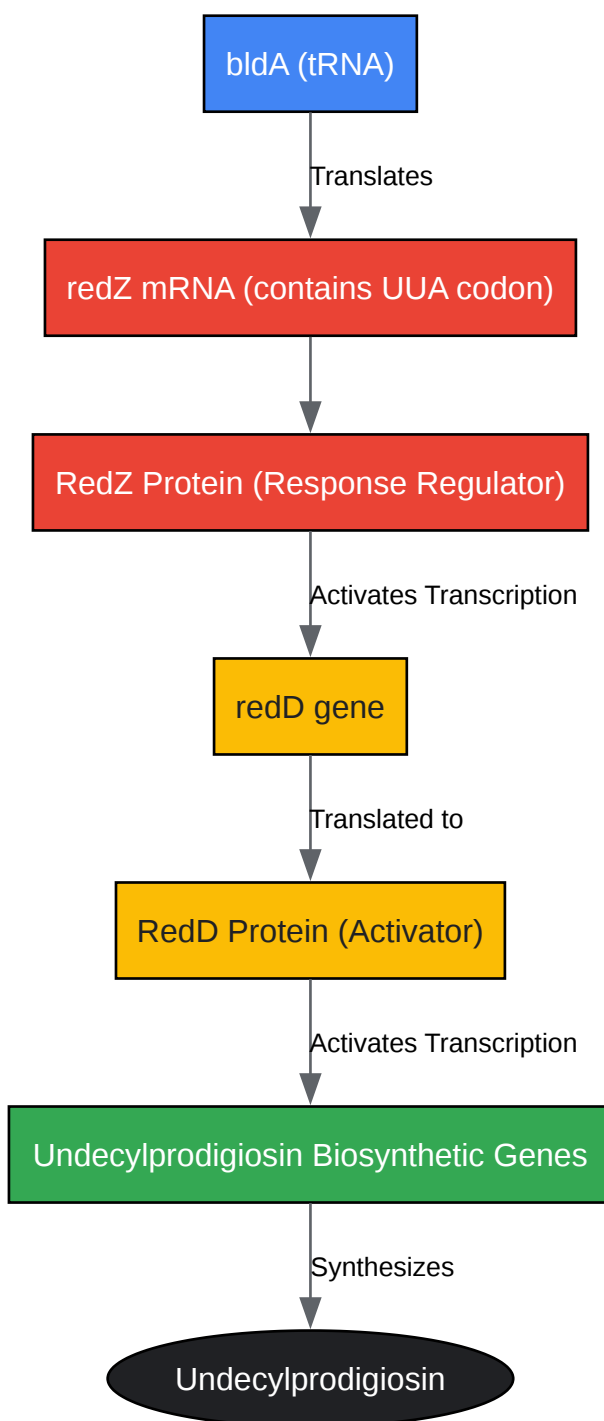 bldA (tRNA)
Translates
redZ mRNA (contains UUA codon)
RedZ Protein (Response Regulator)
Activates Transcription
redD gene
Translated to
RedD Protein (Activator)
Activates Transcription
Undecylprodigiosin Biosynthetic Genes
Synthesizes
Undecylprodigiosin